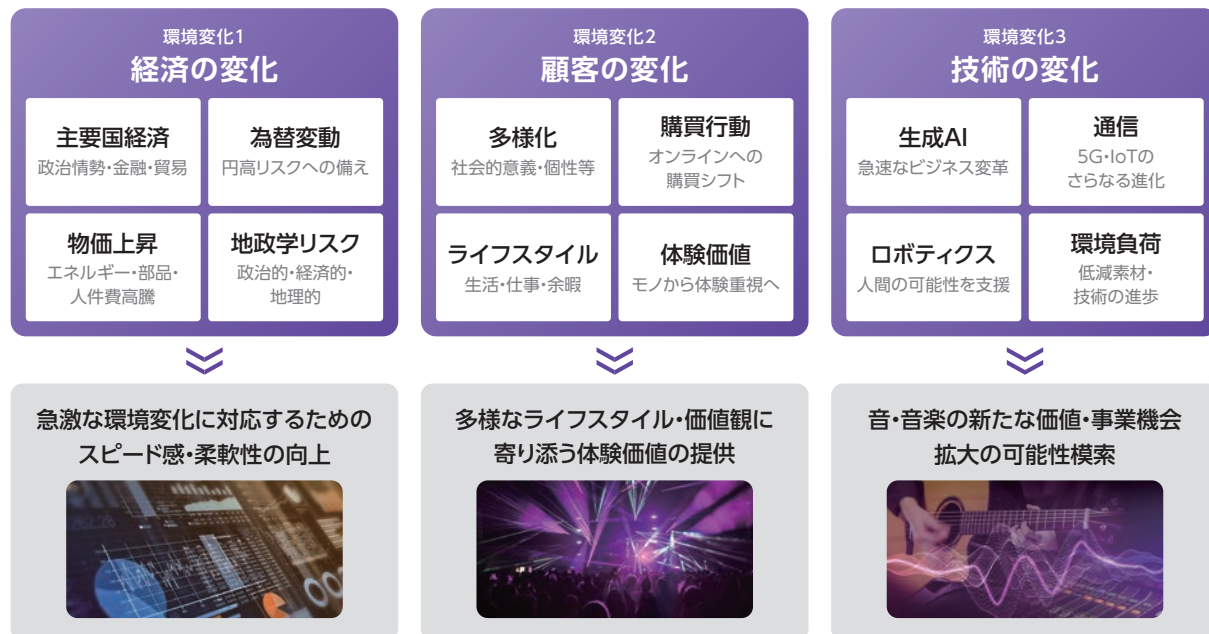 環境変化1
経済の変化
主要国経済
政治情勢・金融・貿易
為替変動
円高リスクへの備え
物価上昇
エネルギー・部品・
人件費高騰
地政学リスク
政治的・経済的・
地理的
急激な環境変化に対応するための
スピード感・柔軟性の向上
環境変化2
顧客の変化
多様化
社会的意義・個性等
購買行動
オンラインへの
購買シフト
ライフスタイル
生活・仕事・余暇
体験価値
モノから体験重視へ
多様なライフスタイル・価値観に
寄り添う体験価値の提供
環境変化3
技術の変化
生成AI
急速なビジネス変革
通信
5G・IoTの
さらなる進化
ロボティクス
人間の可能性を支援
環境負荷
低減素材・
技術の進歩
音・音楽の新たな価値・事業機会
拡大の可能性模索